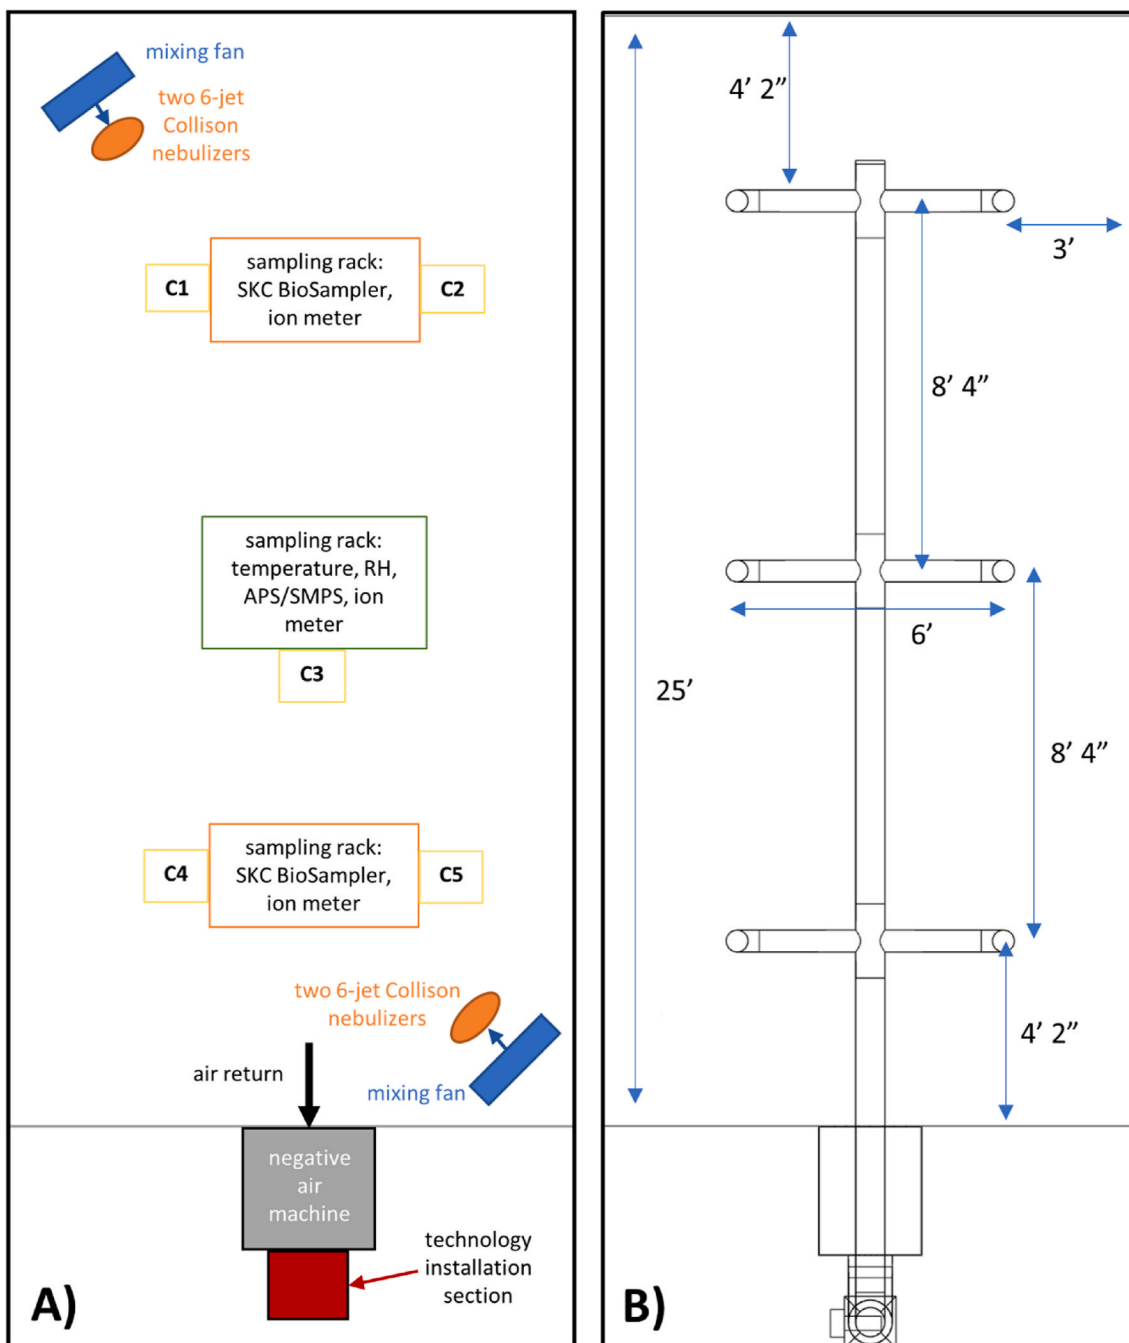 mixing fan
two 6-jet
Collison
nebulizers
sampling rack:
SKC BioSampler,
ion meter
C1
C2
sampling rack:
temperature, RH,
APS/SMPS, ion
meter
C3
sampling rack:
SKC BioSampler,
ion meter
C4
C5
two 6-jet Collison
nebulizers
mixing fan
air return
negative
air
machine
technology
installation
section
A)
4’ 2”
3’
8’ 4”
6’
25’
8’ 4”
4’ 2”
B)